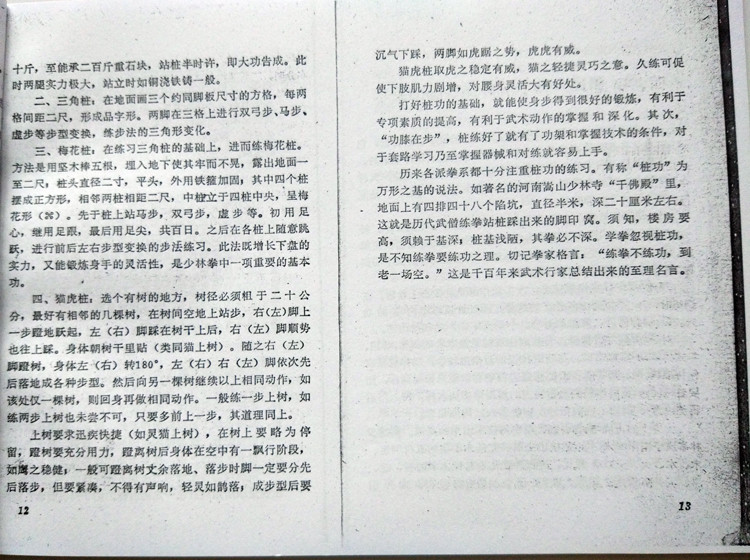 十斤，至能承二百斤重石块，站桩半时许，即大功告成。此
时两腿实力极大，站立时如铜浇铁铸一般。
二、三角桩：在地面画三个约同脚板尺寸的方格，每两
格间距二尺，形成品字形。两脚在三格上进行双弓步、马步、
虚步等步型变换，练步法的三角形变化。
三、梅花桩：在练习三角桩的基础上，进而练梅花桩。
方法是用坚木棒五根，埋入地下使其牢而不晃，露出地面一
至二尺，桩头直径二寸，平头，外用铁箍加固，其中四个桩
摆成正方形，相邻两桩相距二尺，中桩立于四桩中央，呈梅
花形（⌘）。先于桩上站马步，双弓步，虚步等。初用足
心，继用足跟，最后用足尖，共百日。之后在各桩上随意跳
跃，进行前后左右步型变换的步法练习。此法既增长下盘的
实力，又能锻炼身手的灵活性，是少林拳中一项重要的基本
功。
四、猫虎桩：选个有树的地方，树径必须粗于二十公
分，最好有相邻的几棵树，在树间空地上站步，右（左）脚上
一步蹬地跃起，左（右）脚踩在树干上后，右（左）脚顺势
也往上踩。身体朝树干里贴（类同猫上树）。随之右（左）
脚蹬树，身体左（右）转180°，左（右）右（左）脚依次先
后落地成各种步型。然后向另一棵树继续以上相同动作，如
该处仅一棵树，则回身再做相同动作。一般练一步上树，如
练两步上树也未尝不可，只要多前上一步，其道理同上。
上树要求迅疾快捷（如灵猫上树），在树上要略为停
留，蹬树要充分用力，蹬离树后身体在空中有一飘行阶段，
如鹰之稳健，一般可蹬离树丈余落地、落步时脚一定要分先
后落步，但要紧凑，不得有声响，轻灵如鹊落；成步型后要
12
沉气下踩，两脚如虎踞之势，虎虎有威。
猫虎桩取虎之稳定有威，猫之轻捷灵巧之意。久练可促
使下肢肌力剧增，对腰身灵活大有好处。
打好桩功的基础，就能使身步得到很好的锻炼，有利于
专项素质的提高，有利于武术动作的掌握和深化。其次，
“功膝在步”，桩练好了就有了功架和掌握技术的条件，对
于套路学习乃至掌握器械和对练就容易上手。
历来各派拳术都十分注重桩功的练习。有称“桩功”为
万形之基的说法。如著名的河南嵩山少林寺“千佛殿”里，
地面上有四排四十八个陷坑，直径半米，深二十厘米左右。
这就是历代武僧练拳站桩踩出来的脚印窝。须知，楼房要
高，须赖于基深；桩基浅陋，其拳必不深。学拳忽视桩功，
是不知练拳要练功之理。切记拳家格言：“练拳不练功，到
老一场空。”这是千百年来武术行家总结出来的至理名言。
13